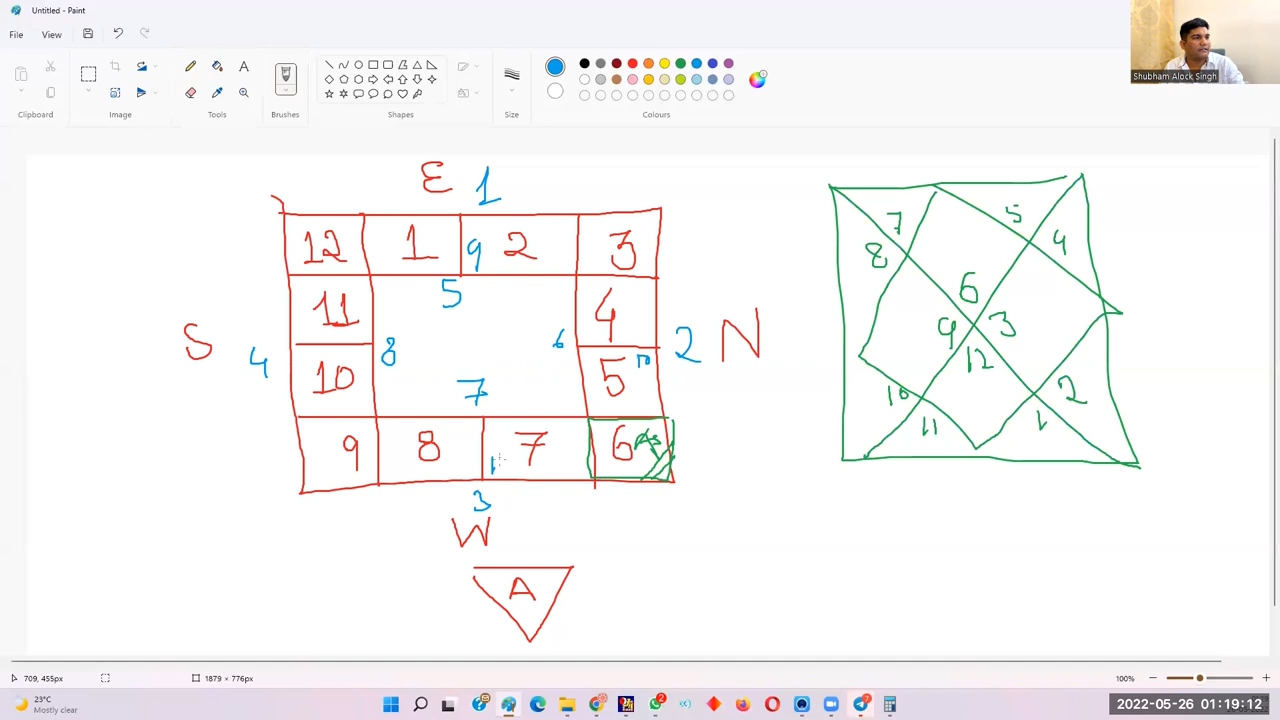 Untitled - Paint
File View
Clipboard Image Tools Brushes Shapes Size Colours
Shubham Alock Singh
E 1
12 1 9 2 3
11 5 4
S 4 8 6 2 N
10 7 5 10
9 8 7 6 As
3
W
A
7 5
8 4
6
9 3
12
10 2
11 1
709, 455px
1879 × 776px
100%
23°C
Mostly clear
2022-05-26 01:19:12